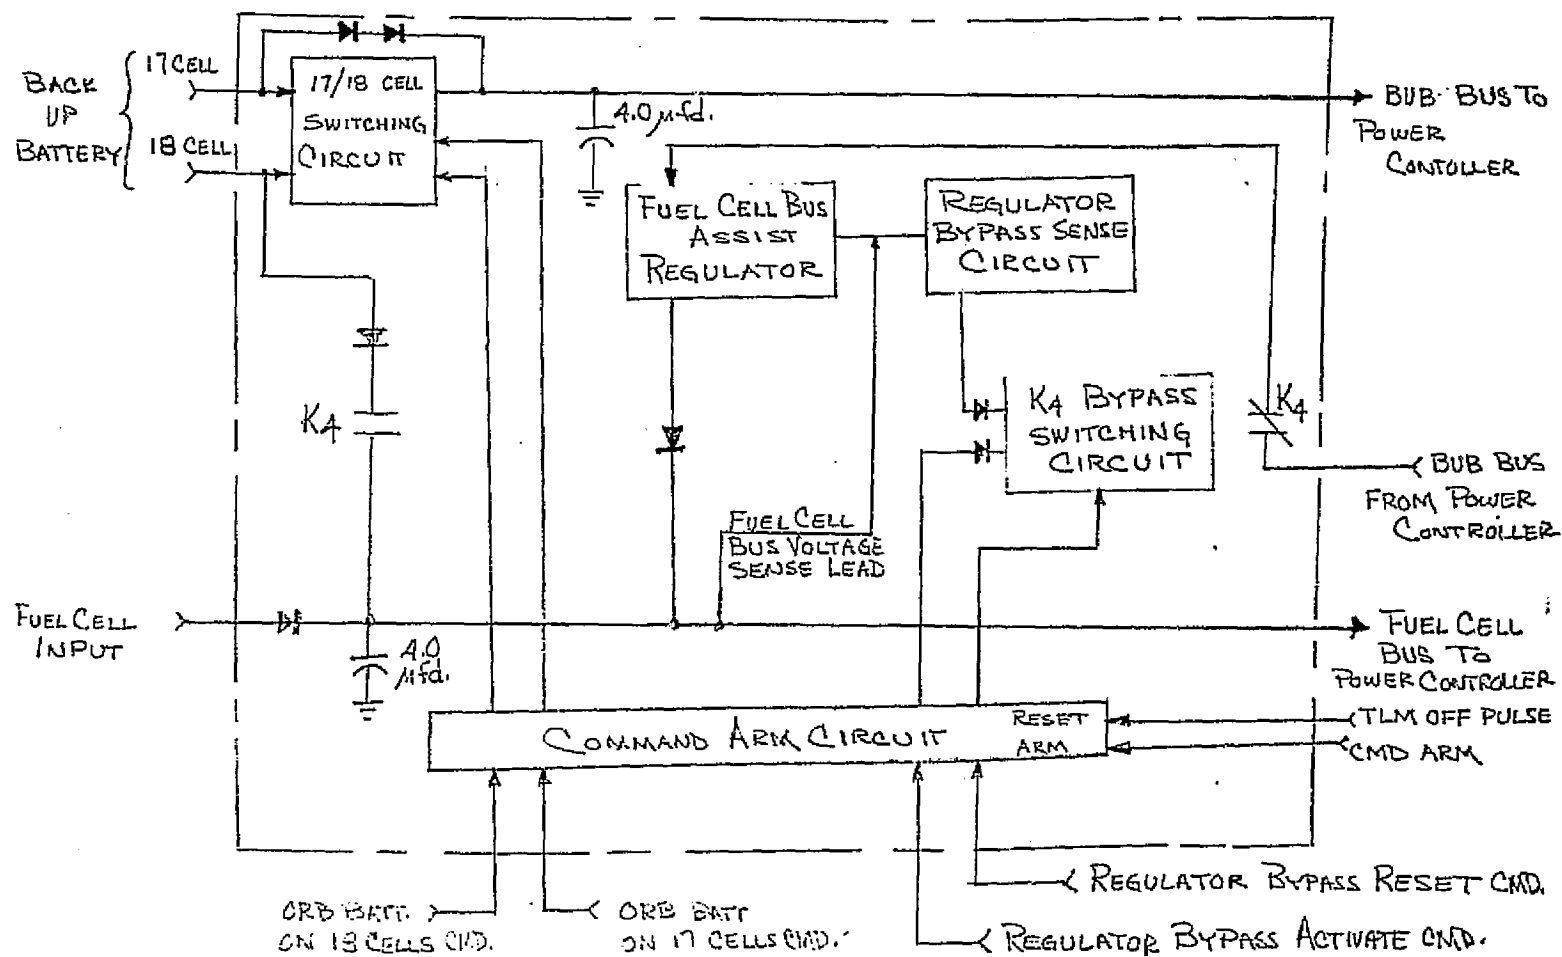 BACK
UP
BATTERY
17 CELL
18 CELL
17/18 CELL
SWITCHING
CIRCUIT
4.0 µfd.
BUB BUS TO
POWER
CONTOLLER
FUEL CELL BUS
ASSIST
REGULATOR
REGULATOR
BYPASS SENSE
CIRCUIT
K4
K4 BYPASS
SWITCHING
CIRCUIT
K4
BUB BUS
FROM POWER
CONTROLLER
FUEL CELL
BUS VOLTAGE
SENSE LEAD
FUEL CELL
INPUT
4.0
µfd.
FUEL CELL
BUS TO
POWER CONTROLLER
COMMAND ARM CIRCUIT
RESET
ARM
TLM OFF PULSE
CMD ARM
ORB BATT.
ON 18 CELLS CMD.
ORB BATT
ON 17 CELLS CMD.
REGULATOR BYPASS RESET CMD.
REGULATOR BYPASS ACTIVATE CMD.